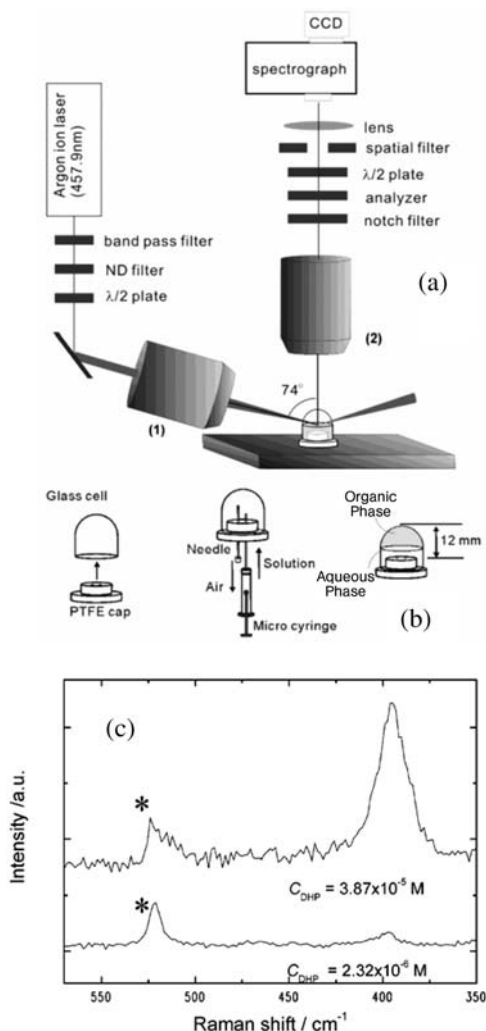 CCD
spectrograph
lens
spatial filter
λ/2 plate
analyzer
notch filter
Argon ion laser
(457.9nm)
band pass filter
ND filter
λ/2 plate
(a)
(2)
74°
(1)
Glass cell
PTFE cap
Needle
Solution
Air
Micro cyringe
Organic
Phase
12 mm
Aqueous
Phase
(b)
(c)
*
*
C_DHP = 3.87x10^-5 M
C_DHP = 2.32x10^-6 M
Intensity /a.u.
550 500 450 400 350
Raman shift / cm^-1